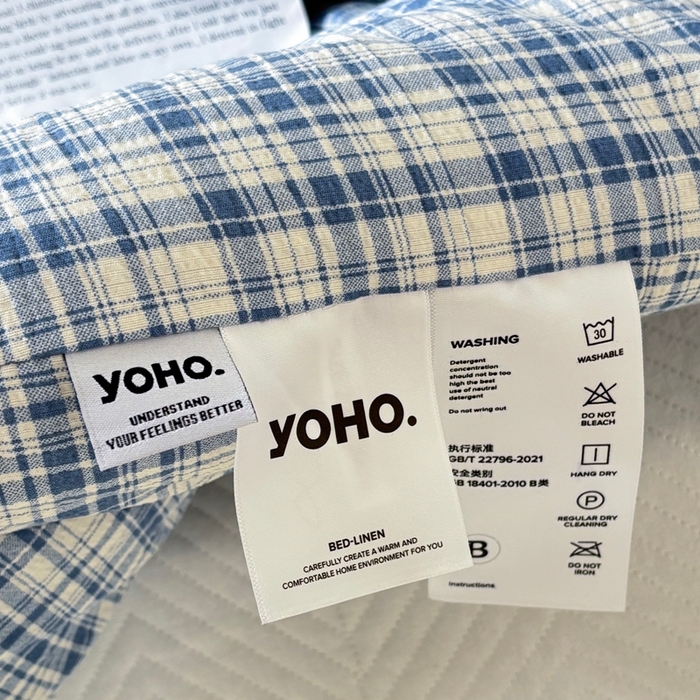 YOHO.
UNDERSTAND
YOUR FEELINGS BETTER
YOHO.
BED-LINEN
CAREFULLY CREATE A WARM AND
COMFORTABLE HOME ENVIRONMENT FOR YOU
WASHING
Detergent
concentration
should not be too
high the best
use of neutral
detergent
Do not wring out
执行标准
GB/T 22796-2021
安全类别
GB 18401-2010 B类
B
Instructions
30
WASHABLE
DO NOT
BLEACH
HANG DRY
P
REGULAR DRY
CLEANING
DO NOT
IRON